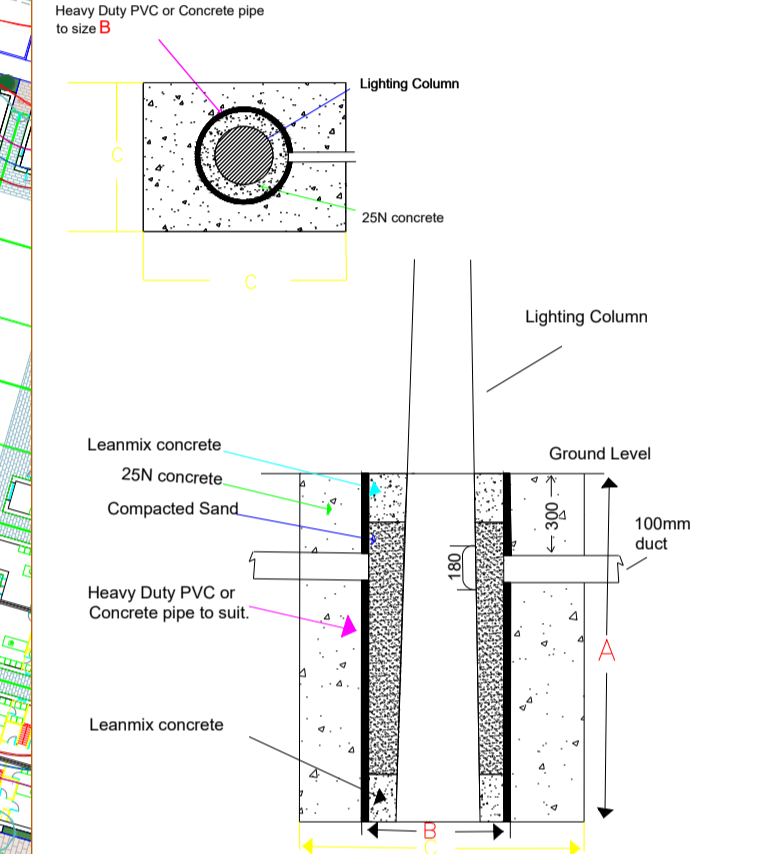 Heavy Duty PVC or Concrete pipe
to size B
Lighting Column
C
25N concrete
C
Lighting Column
Leanmix concrete
Ground Level
25N concrete
Compacted Sand
300
100mm
duct
180
Heavy Duty PVC or
Concrete pipe to suit.
A
Leanmix concrete
B
C